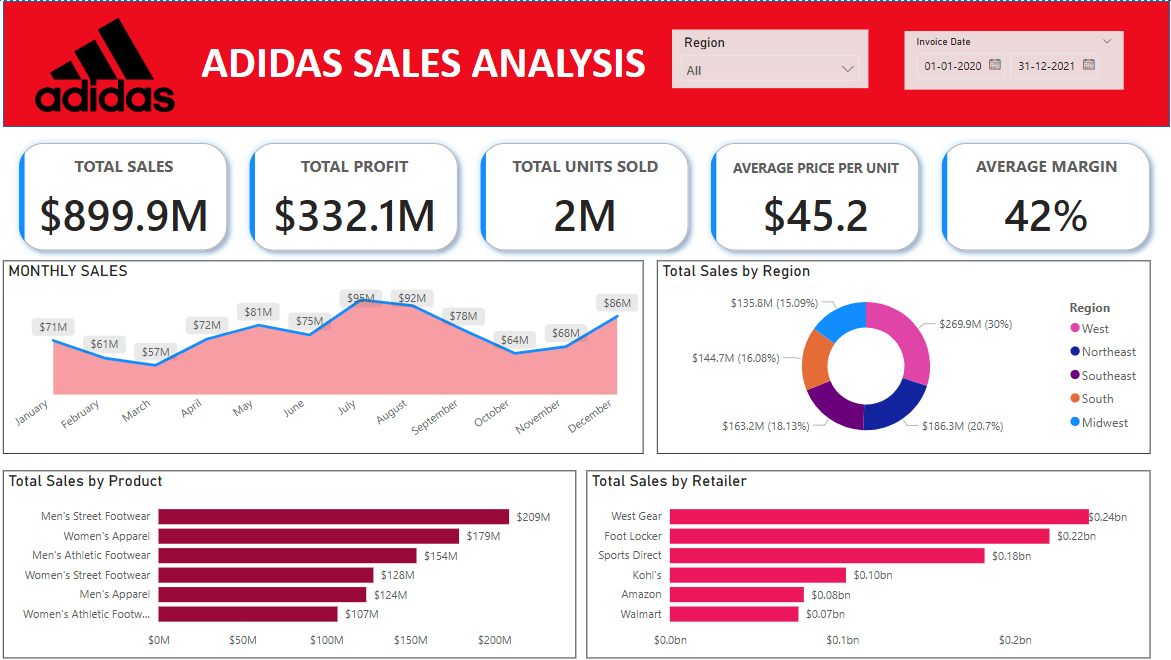 adidas
ADIDAS SALES ANALYSIS
Region
All
Invoice Date
01-01-2020 31-12-2021
TOTAL SALES
$899.9M
TOTAL PROFIT
$332.1M
TOTAL UNITS SOLD
2M
AVERAGE PRICE PER UNIT
$45.2
AVERAGE MARGIN
42%
MONTHLY SALES
$71M
$61M
$57M
$72M
$81M
$75M
$95M
$92M
$78M
$64M
$68M
$86M
January
February
March
April
May
June
July
August
September
October
November
December
Total Sales by Region
$135.8M (15.09%)
$269.9M (30%)
$144.7M (16.08%)
$163.2M (18.13%)
$186.3M (20.7%)
Region
West
Northeast
Southeast
South
Midwest
Total Sales by Product
Men's Street Footwear $209M
Women's Apparel $179M
Men's Athletic Footwear $154M
Women's Street Footwear $128M
Men's Apparel $124M
Women's Athletic Footw... $107M
$0M $50M $100M $150M $200M
Total Sales by Retailer
West Gear $0.24bn
Foot Locker $0.22bn
Sports Direct $0.18bn
Kohl's $0.10bn
Amazon $0.08bn
Walmart $0.07bn
$0.0bn $0.1bn $0.2bn